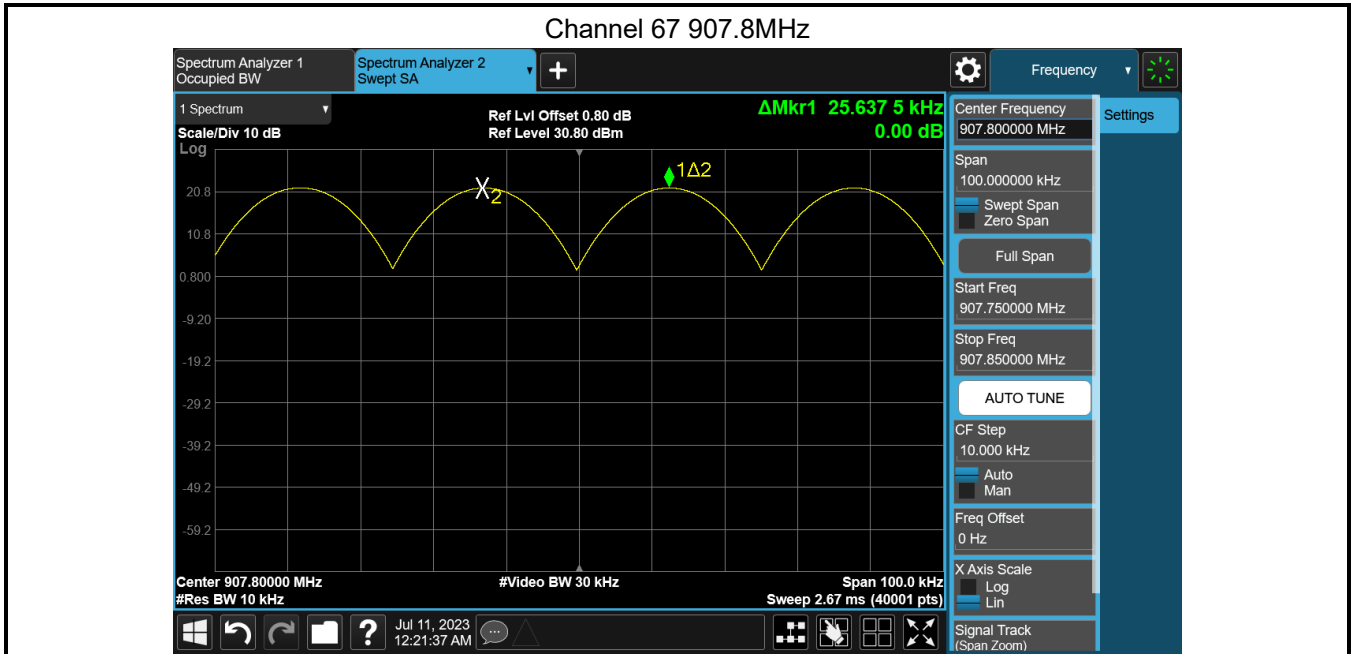 Channel 67 907.8MHz
Spectrum Analyzer 1
Occupied BW
Spectrum Analyzer 2
Swept SA
Frequency
1 Spectrum
Scale/Div 10 dB
Log
Ref Lvl Offset 0.80 dB
Ref Level 30.80 dBm
ΔMkr1 25.637 5 kHz
0.00 dB
20.8
10.8
0.800
-9.20
-19.2
-29.2
-39.2
-49.2
-59.2
X2
1Δ2
Center 907.80000 MHz
#Res BW 10 kHz
#Video BW 30 kHz
Span 100.0 kHz
Sweep 2.67 ms (40001 pts)
Center Frequency
907.800000 MHz
Span
100.000000 kHz
Swept Span
Zero Span
Full Span
Start Freq
907.750000 MHz
Stop Freq
907.850000 MHz
AUTO TUNE
CF Step
10.000 kHz
Auto
Man
Freq Offset
0 Hz
X Axis Scale
Log
Lin
Signal Track
(Span Zoom)
Settings
?
Jul 11, 2023
12:21:37 AM